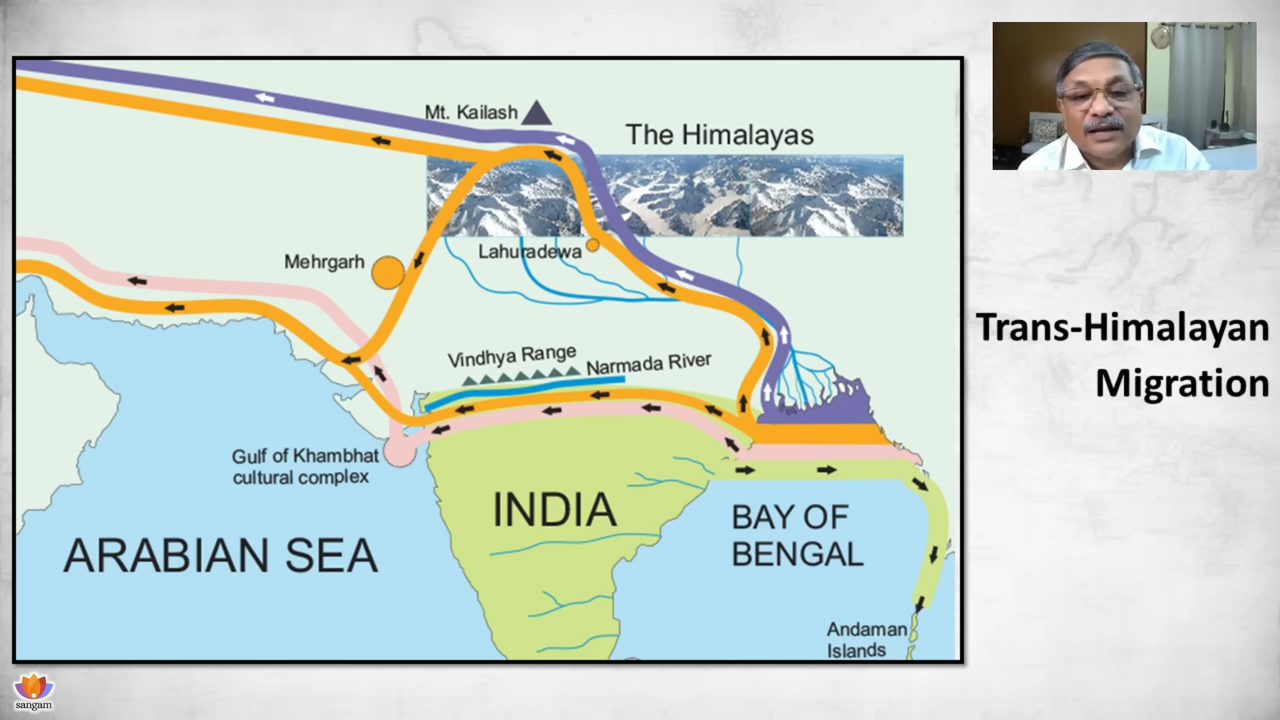 Mt. Kailash
The Himalayas
Lahuradewa
Mehrgarh
Vindhya Range
Narmada River
Gulf of Khambhat
cultural complex
INDIA
ARABIAN SEA
BAY OF
BENGAL
Andaman
Islands
Trans-Himalayan
Migration
sangam